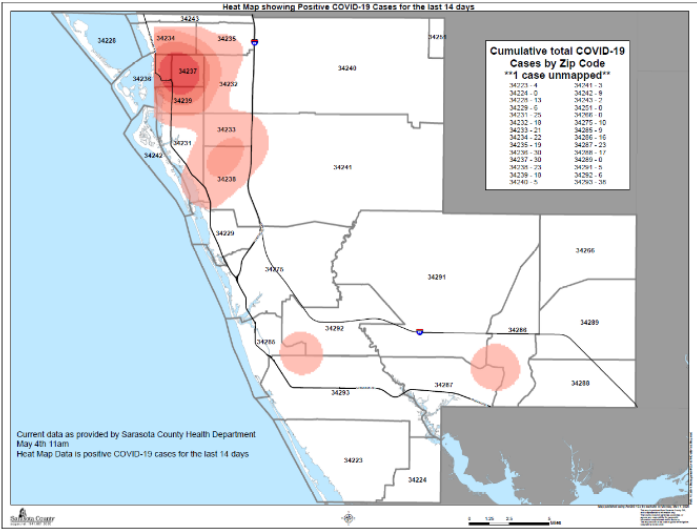 Heat Map showing Positive COVID-19 Cases for the last 14 days
Cumulative total COVID-19
Cases by Zip Code
**1 case unmapped**
34223 - 4 34241 - 3
34224 - 0 34242 - 9
34228 - 13 34243 - 2
34229 - 6 34251 - 0
34231 - 25 34266 - 0
34232 - 18 34275 - 10
34233 - 21 34285 - 9
34234 - 22 34286 - 16
34235 - 19 34287 - 23
34236 - 30 34288 - 17
34237 - 30 34289 - 0
34238 - 23 34291 - 5
34239 - 10 34292 - 6
34240 - 5 34293 - 38
34243
34228
34234
34235
34251
34240
34236
34237
34232
34239
34233
34231
34242
34241
34238
34229
34275
34291
34266
34292
34286
34289
34285
34287
34288
34293
34223
34224
Current data as provided by Sarasota County Health Department
May 4th 11am
Heat Map Data is positive COVID-19 cases for the last 14 days
Sarasota County
0 1.25 2.5 5